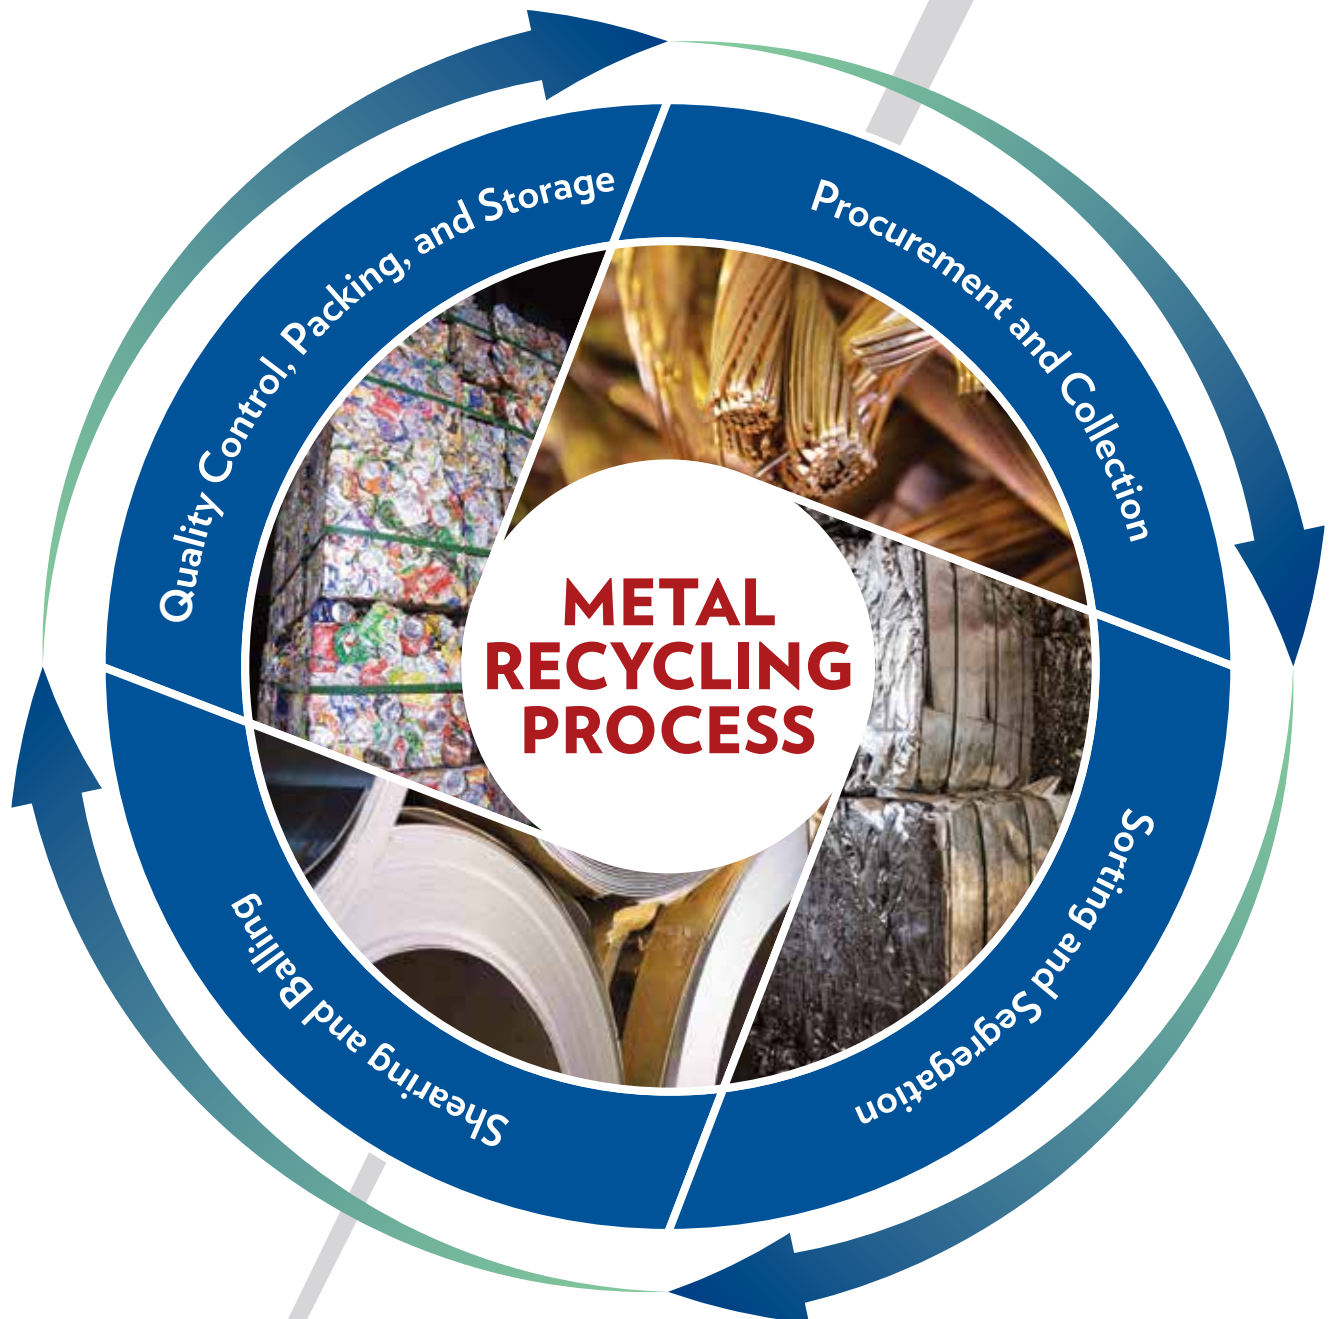 METAL
RECYCLING
PROCESS
Procurement and Collection
Sorting and Segregation
Shearing and Balling
Quality Control, Packing, and Storage